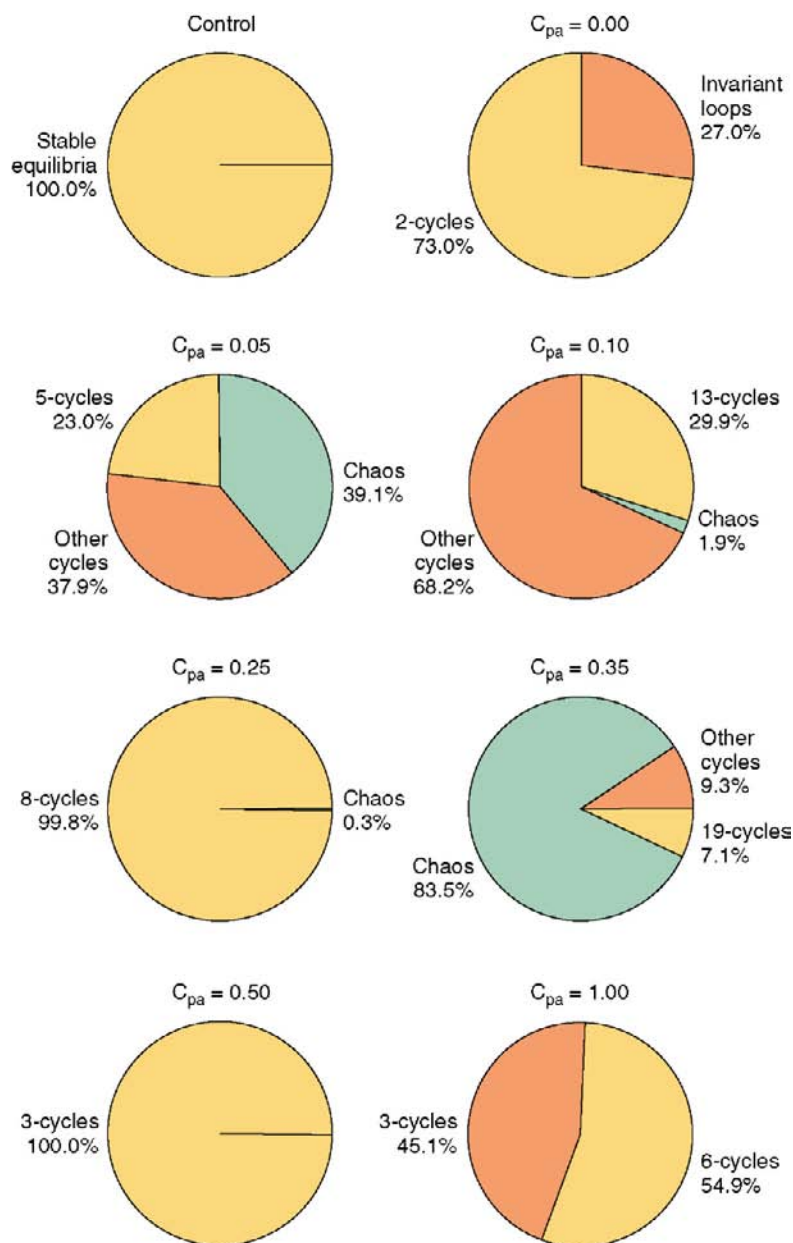 Control
Stable
equilibria
100.0%
C_pa = 0.00
Invariant
loops
27.0%
2-cycles
73.0%
C_pa = 0.05
5-cycles
23.0%
Chaos
39.1%
Other
cycles
37.9%
C_pa = 0.10
13-cycles
29.9%
Chaos
1.9%
Other
cycles
68.2%
C_pa = 0.25
8-cycles
99.8%
Chaos
0.3%
C_pa = 0.35
Other
cycles
9.3%
19-cycles
7.1%
Chaos
83.5%
C_pa = 0.50
3-cycles
100.0%
C_pa = 1.00
3-cycles
45.1%
6-cycles
54.9%